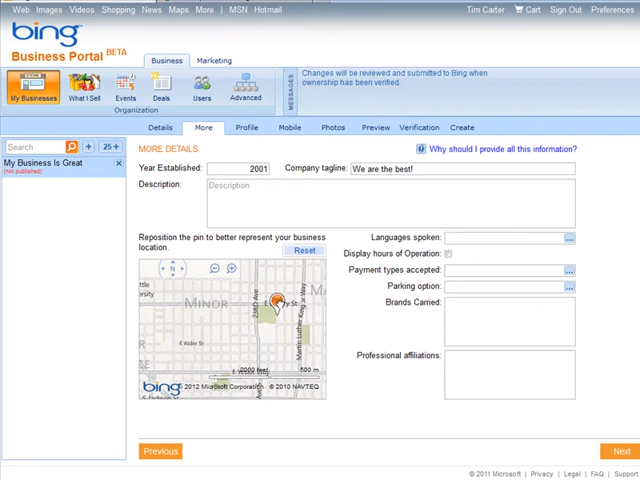 Web Images Videos Shopping News Maps More | MSN Hotmail
Tim Carter Cart Sign Out Preferences
bing
Business Portal BETA
Business Marketing
My Businesses What I Sell Events Deals Users Advanced
Organization
MESSAGES
Changes will be reviewed and submitted to Bing when
ownership has been verified.
Details More Profile Mobile Photos Preview Verification Create
Search + 25+
My Business Is Great
(not published)
MORE DETAILS
Why should I provide all this information?
Year Established: 2001 Company tagline: We are the best!
Description: Description
Reposition the pin to better represent your business
location.
Reset
Languages spoken: ...
Display hours of Operation:
Payment types accepted: ...
Parking option: ...
Brands Carried:
Professional affiliations:
N
MINOR
23RD Ave
Martin Luther King Jr Way
E Alder St
2000 feet 500 m
bing © 2012 Microsoft Corporation © 2010 NAVTEQ
Previous Next
© 2011 Microsoft | Privacy | Legal | FAQ | Support